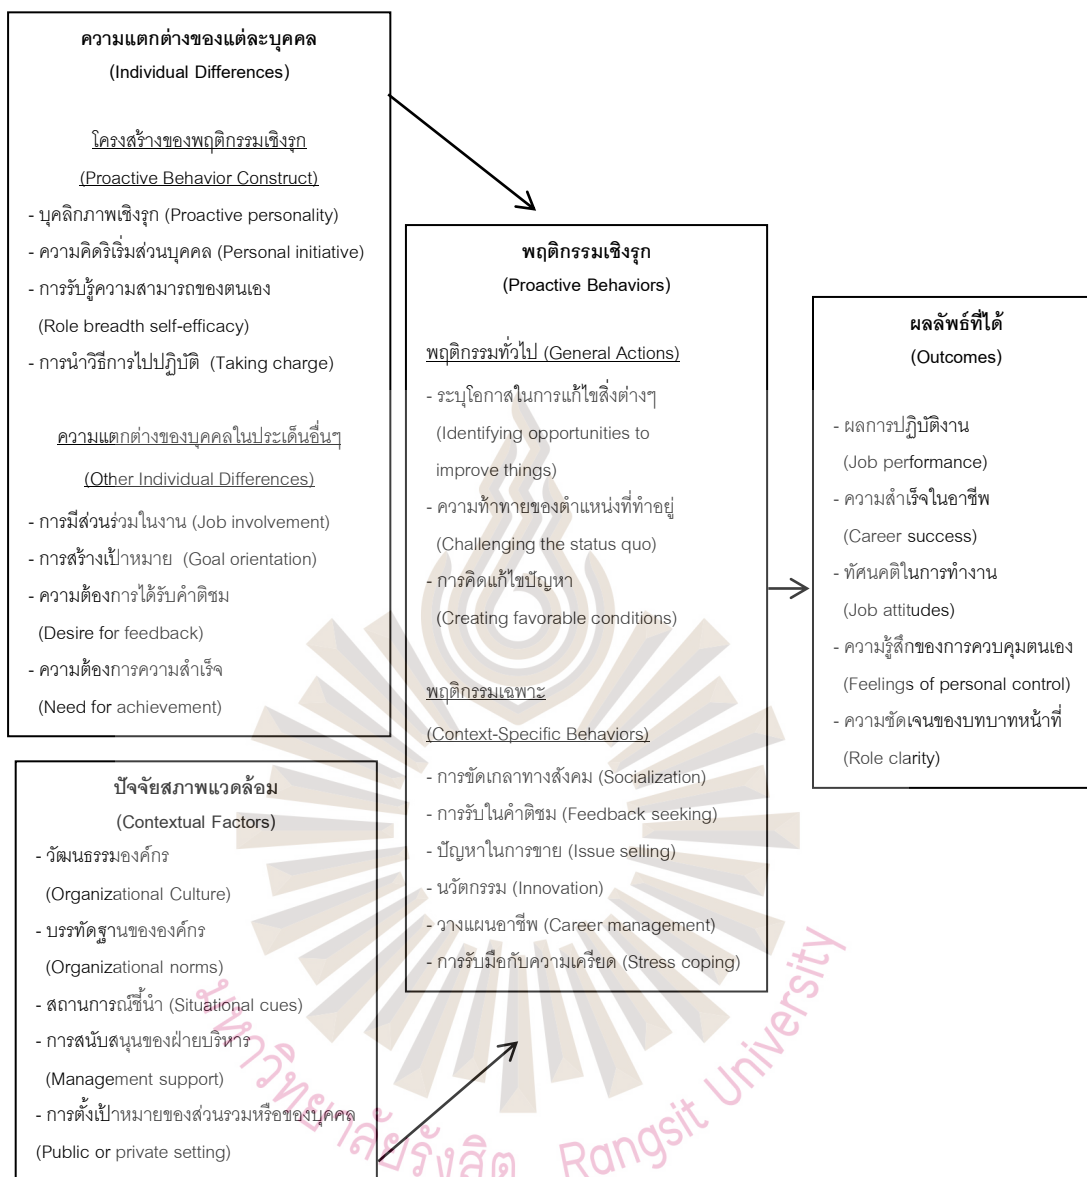 ความแตกต่างของแต่ละบุคคล
(Individual Differences)
โครงสร้างของพฤติกรรมเชิงรุก
(Proactive Behavior Construct)
- บุคลิกภาพเชิงรุก (Proactive personality)
- ความคิดริเริ่มส่วนบุคคล (Personal initiative)
- การรับรู้ความสามารถของตนเอง
(Role breadth self-efficacy)
- การนำวิธีการไปปฏิบัติ (Taking charge)
ความแตกต่างของบุคคลในประเด็นอื่นๆ
(Other Individual Differences)
- การมีส่วนร่วมในงาน (Job involvement)
- การสร้างเป้าหมาย (Goal orientation)
- ความต้องการได้รับคำติชม
(Desire for feedback)
- ความต้องการความสำเร็จ
(Need for achievement)
ปัจจัยสภาพแวดล้อม
(Contextual Factors)
- วัฒนธรรมองค์กร
(Organizational Culture)
- บรรทัดฐานขององค์กร
(Organizational norms)
- สถานการณ์ชี้นำ (Situational cues)
- การสนับสนุนของฝ่ายบริหาร
(Management support)
- การตั้งเป้าหมายของส่วนรวมหรือของบุคคล
(Public or private setting)
พฤติกรรมเชิงรุก
(Proactive Behaviors)
พฤติกรรมทั่วไป (General Actions)
- ระบุโอกาสในการแก้ไขสิ่งต่างๆ
(Identifying opportunities to
improve things)
- ความท้าทายของตำแหน่งที่ทำอยู่
(Challenging the status quo)
- การคิดแก้ไขปัญหา
(Creating favorable conditions)
พฤติกรรมเฉพาะ
(Context-Specific Behaviors)
- การขัดเกลาทางสังคม (Socialization)
- การรับในคำติชม (Feedback seeking)
- ปัญหาในการขาย (Issue selling)
- นวัตกรรม (Innovation)
- วางแผนอาชีพ (Career management)
- การรับมือกับความเครียด (Stress coping)
ผลลัพธ์ที่ได้
(Outcomes)
- ผลการปฏิบัติงาน
(Job performance)
- ความสำเร็จในอาชีพ
(Career success)
- ทัศนคติในการทำงาน
(Job attitudes)
- ความรู้สึกของการควบคุมตนเอง
(Feelings of personal control)
- ความชัดเจนของบทบาทหน้าที่
(Role clarity)
มหาวิทยาลัยรังสิต Rangsit University